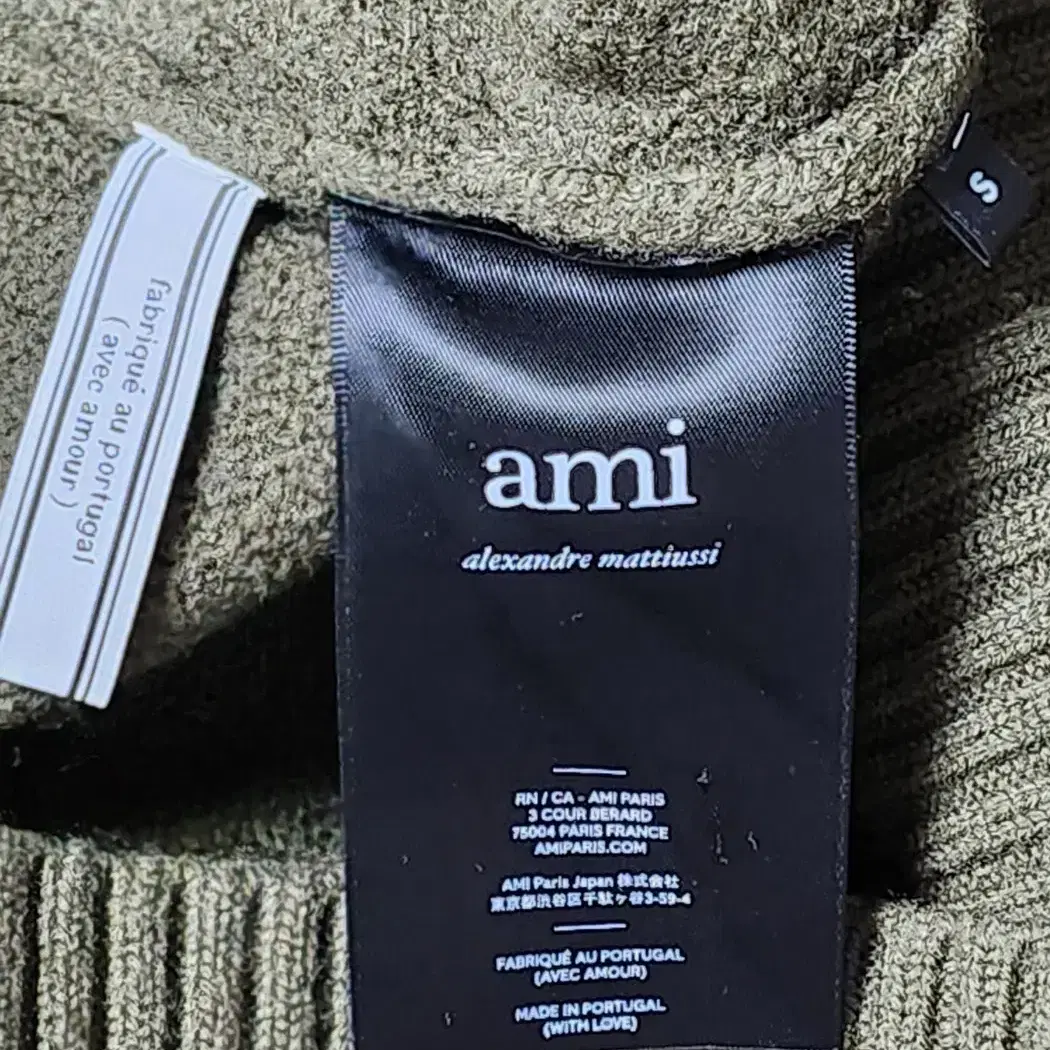 fabriqué au portugal
(avec amour)
S
ami
alexandre mattiussi
RN / CA - AMI PARIS
3 COUR BERARD
75004 PARIS FRANCE
AMIPARIS.COM
AMI Paris Japan 株式会社
東京都渋谷区千駄ヶ谷3-59-4
FABRIQUÉ AU PORTUGAL
(AVEC AMOUR)
MADE IN PORTUGAL
(WITH LOVE)